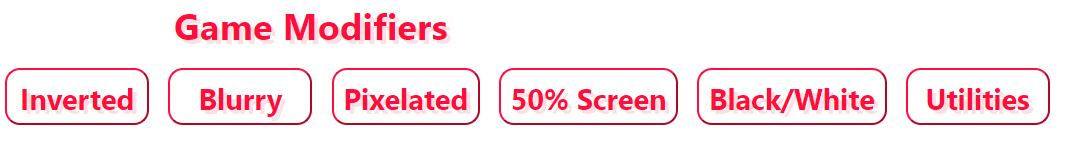 Game Modifiers
Inverted Blurry Pixelated 50% Screen Black/White Utilities